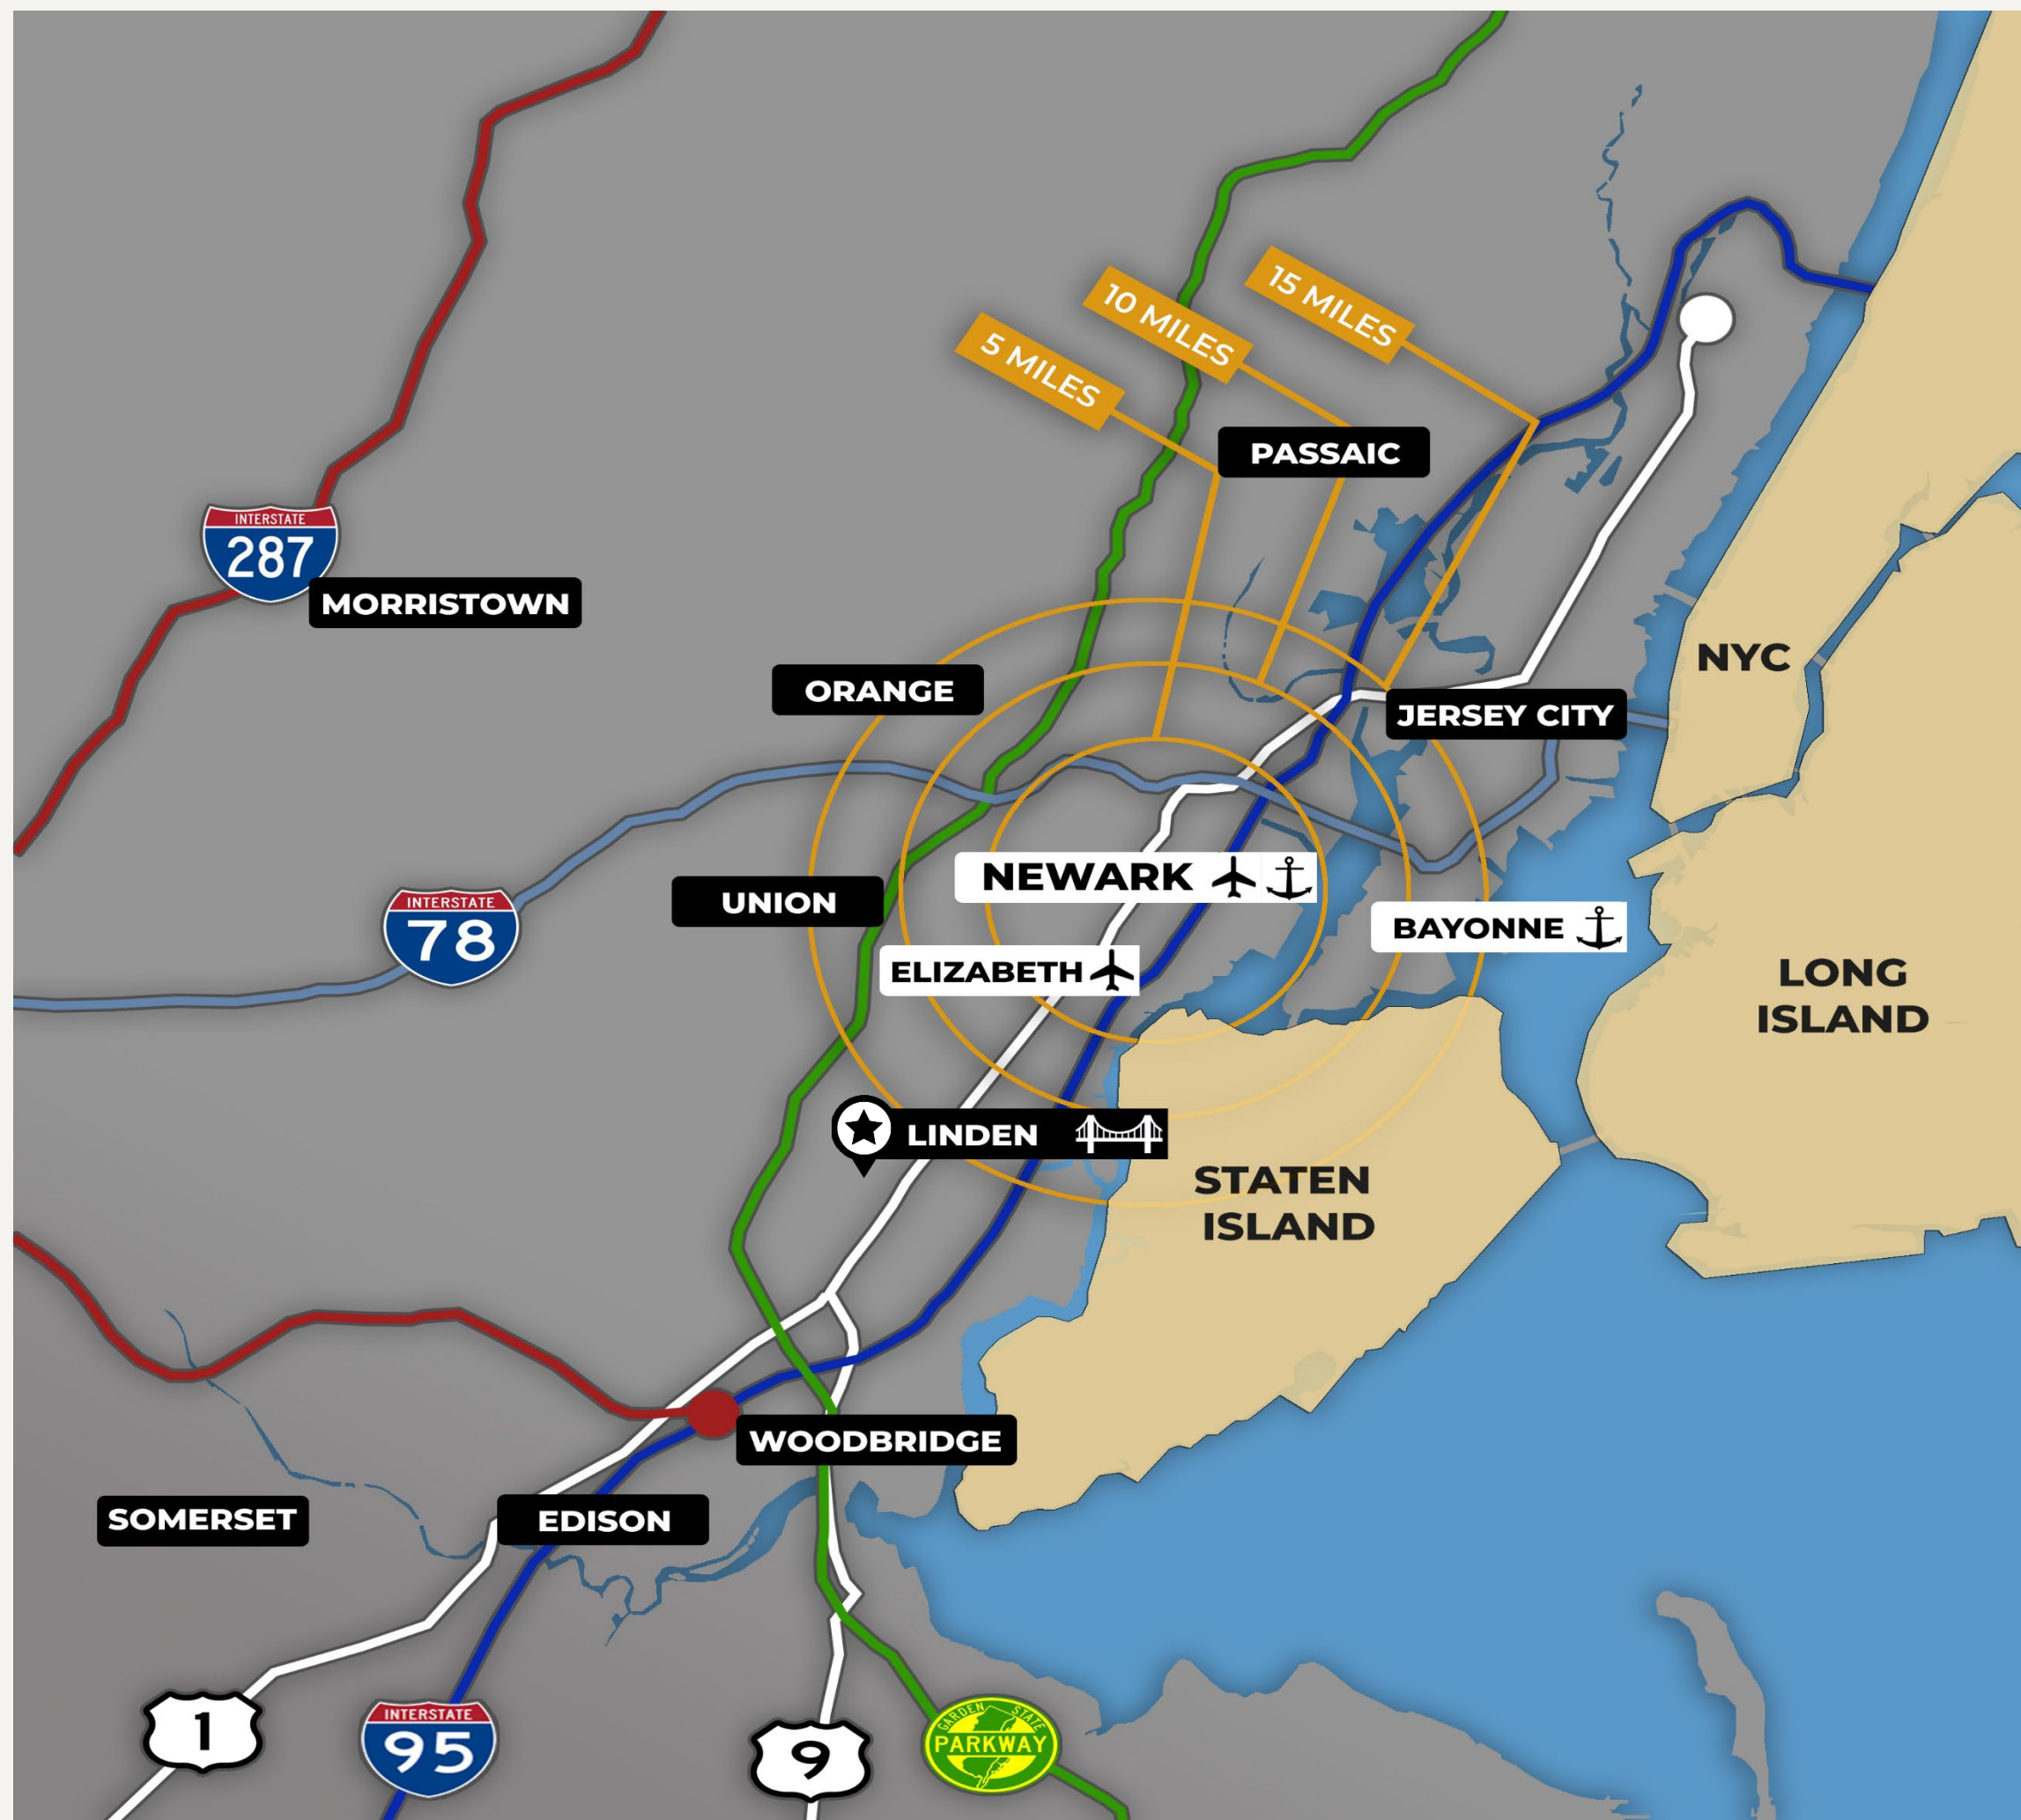 15 MILES
10 MILES
5 MILES
PASSAIC
INTERSTATE
287
MORRISTOWN
NYC
ORANGE
JERSEY CITY
NEWARK
UNION
INTERSTATE
78
BAYONNE
ELIZABETH
LONG
ISLAND
LINDEN
STATEN
ISLAND
WOODBRIDGE
SOMERSET
EDISON
1
INTERSTATE
95
9
GARDEN STATE
PARKWAY